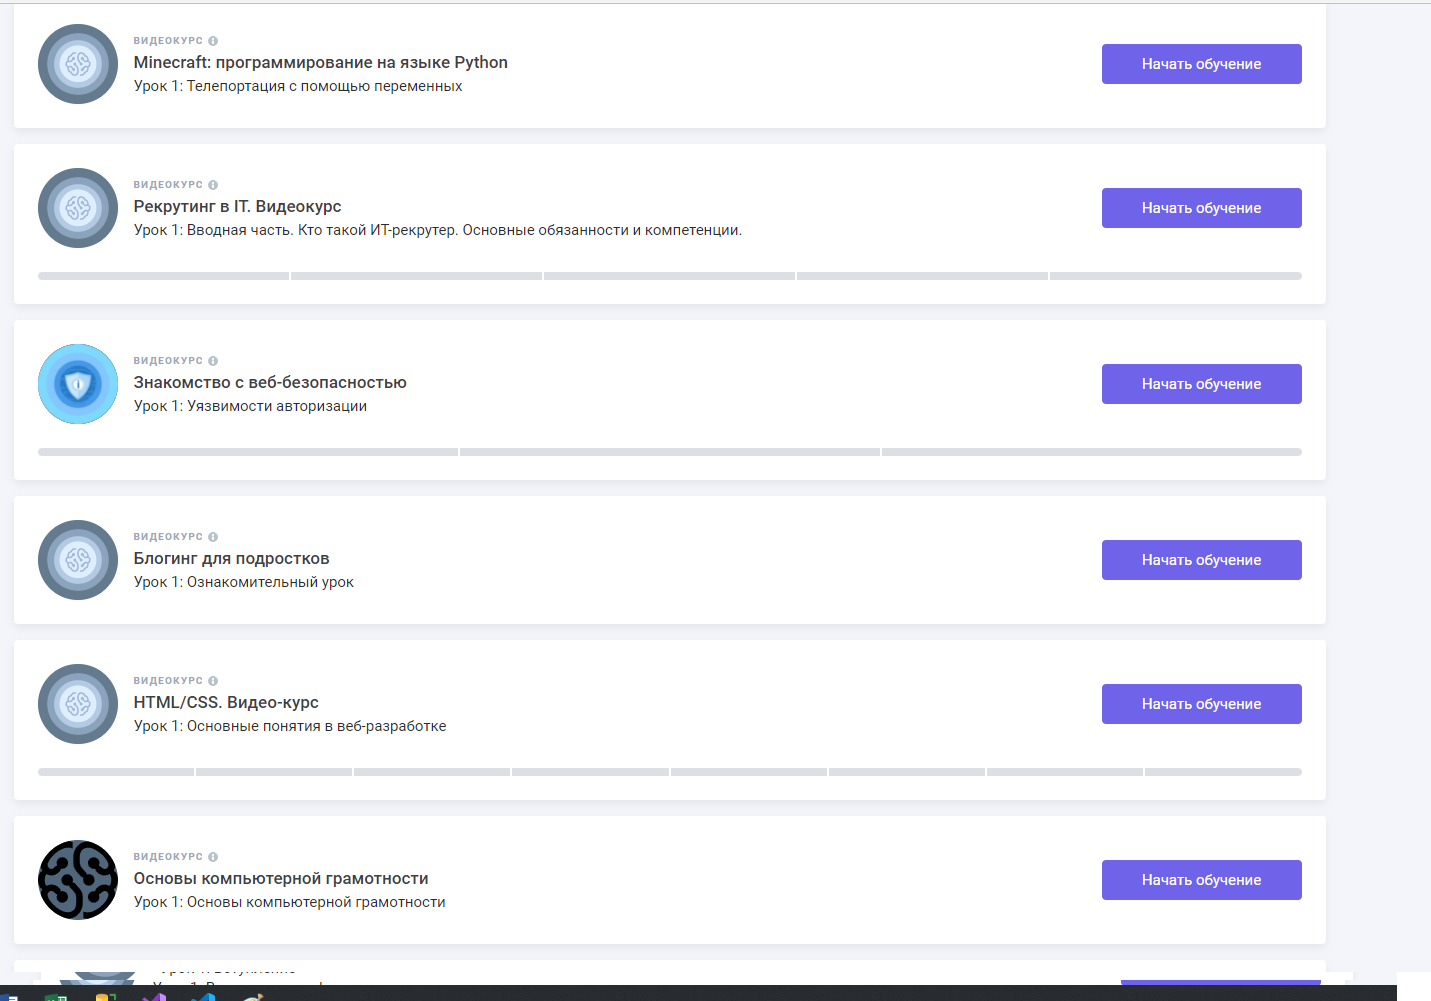 ВИДЕОКУРС
Minecraft: программирование на языке Python
Урок 1: Телепортация с помощью переменных
Начать обучение
ВИДЕОКУРС
Рекрутинг в IT. Видеокурс
Урок 1: Вводная часть. Кто такой ИТ-рекрутер. Основные обязанности и компетенции.
Начать обучение
ВИДЕОКУРС
Знакомство с веб-безопасностью
Урок 1: Уязвимости авторизации
Начать обучение
ВИДЕОКУРС
Блогинг для подростков
Урок 1: Ознакомительный урок
Начать обучение
ВИДЕОКУРС
HTML/CSS. Видео-курс
Урок 1: Основные понятия в веб-разработке
Начать обучение
ВИДЕОКУРС
Основы компьютерной грамотности
Урок 1: Основы компьютерной грамотности
Начать обучение